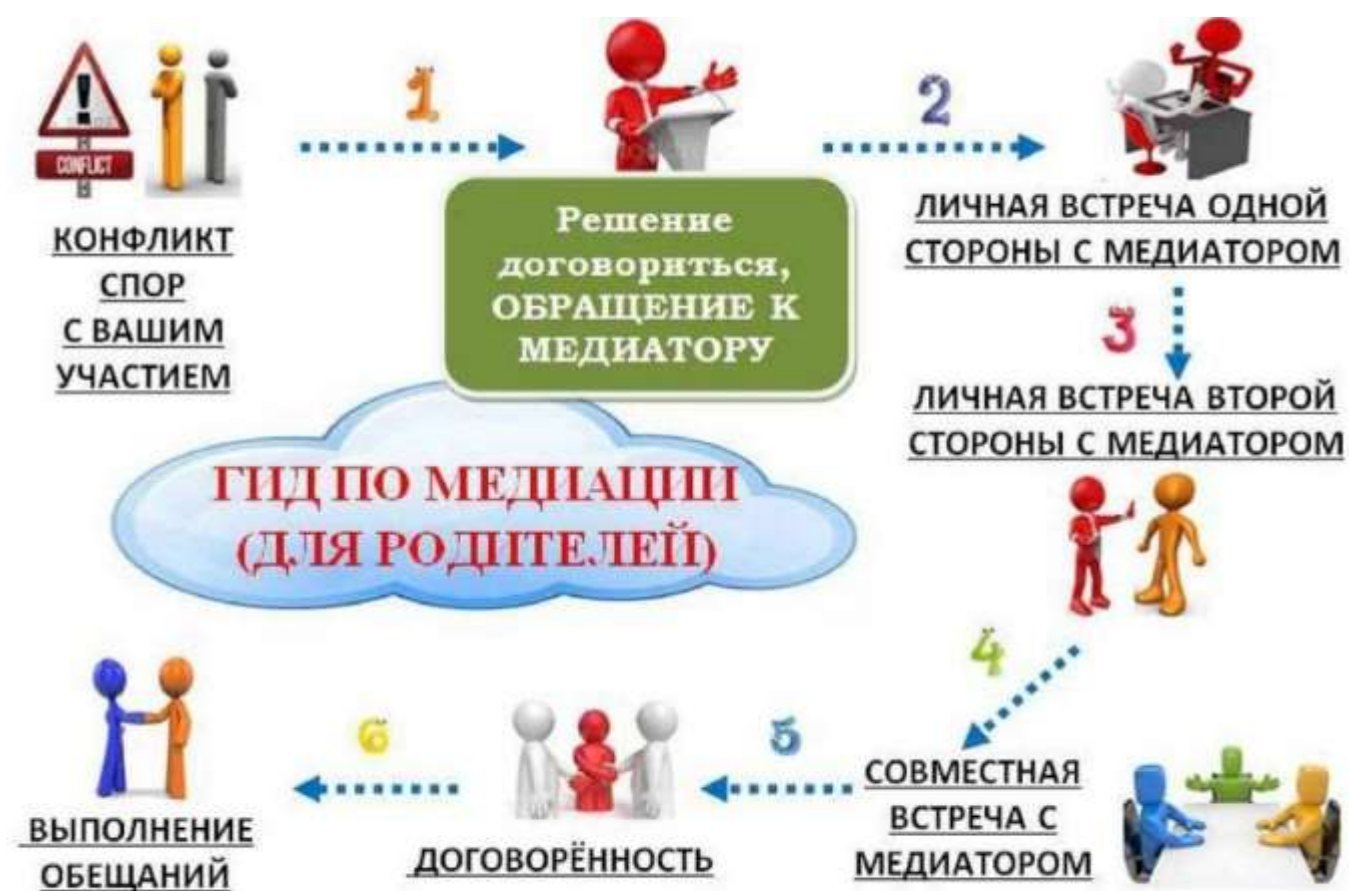 CONFLICT
КОНФЛИКТ
СПОР
С ВАШИМ
УЧАСТИЕМ
1
Решение
договориться,
ОБРАЩЕНИЕ К
МЕДИАТОРУ
2
ЛИЧНАЯ ВСТРЕЧА ОДНОЙ
СТОРОНЫ С МЕДИАТОРОМ
3
ЛИЧНАЯ ВСТРЕЧА ВТОРОЙ
СТОРОНЫ С МЕДИАТОРОМ
ГИД ПО МЕДИАЦИИ
(ДЛЯ РОДИТЕЛЕЙ)
4
СОВМЕСТНАЯ
ВСТРЕЧА С
МЕДИАТОРОМ
5
ДОГОВОРЁННОСТЬ
6
ВЫПОЛНЕНИЕ
ОБЕЩАНИЙ